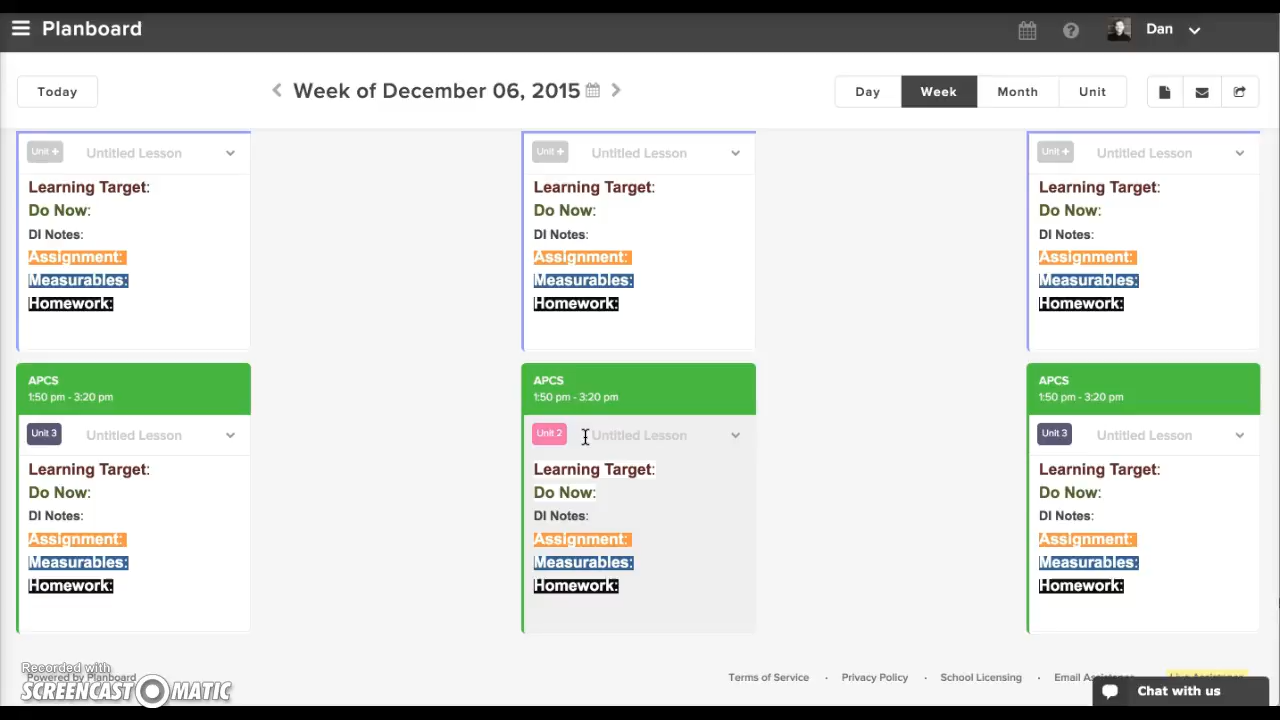 Planboard
Dan
Today
Week of December 06, 2015
Day
Week
Month
Unit
Unit +
Untitled Lesson
Learning Target:
Do Now:
DI Notes:
Assignment:
Measurables:
Homework:
Unit +
Untitled Lesson
Learning Target:
Do Now:
DI Notes:
Assignment:
Measurables:
Homework:
Unit +
Untitled Lesson
Learning Target:
Do Now:
DI Notes:
Assignment:
Measurables:
Homework:
APCS
1:50 pm - 3:20 pm
Unit 3
Untitled Lesson
Learning Target:
Do Now:
DI Notes:
Assignment:
Measurables:
Homework:
APCS
1:50 pm - 3:20 pm
Unit 2
Untitled Lesson
Learning Target:
Do Now:
DI Notes:
Assignment:
Measurables:
Homework:
APCS
1:50 pm - 3:20 pm
Unit 3
Untitled Lesson
Learning Target:
Do Now:
DI Notes:
Assignment:
Measurables:
Homework:
Recorded with
Powered by Planboard
SCREENCAST-O-MATIC
Terms of Service · Privacy Policy · School Licensing · Email
Chat with us